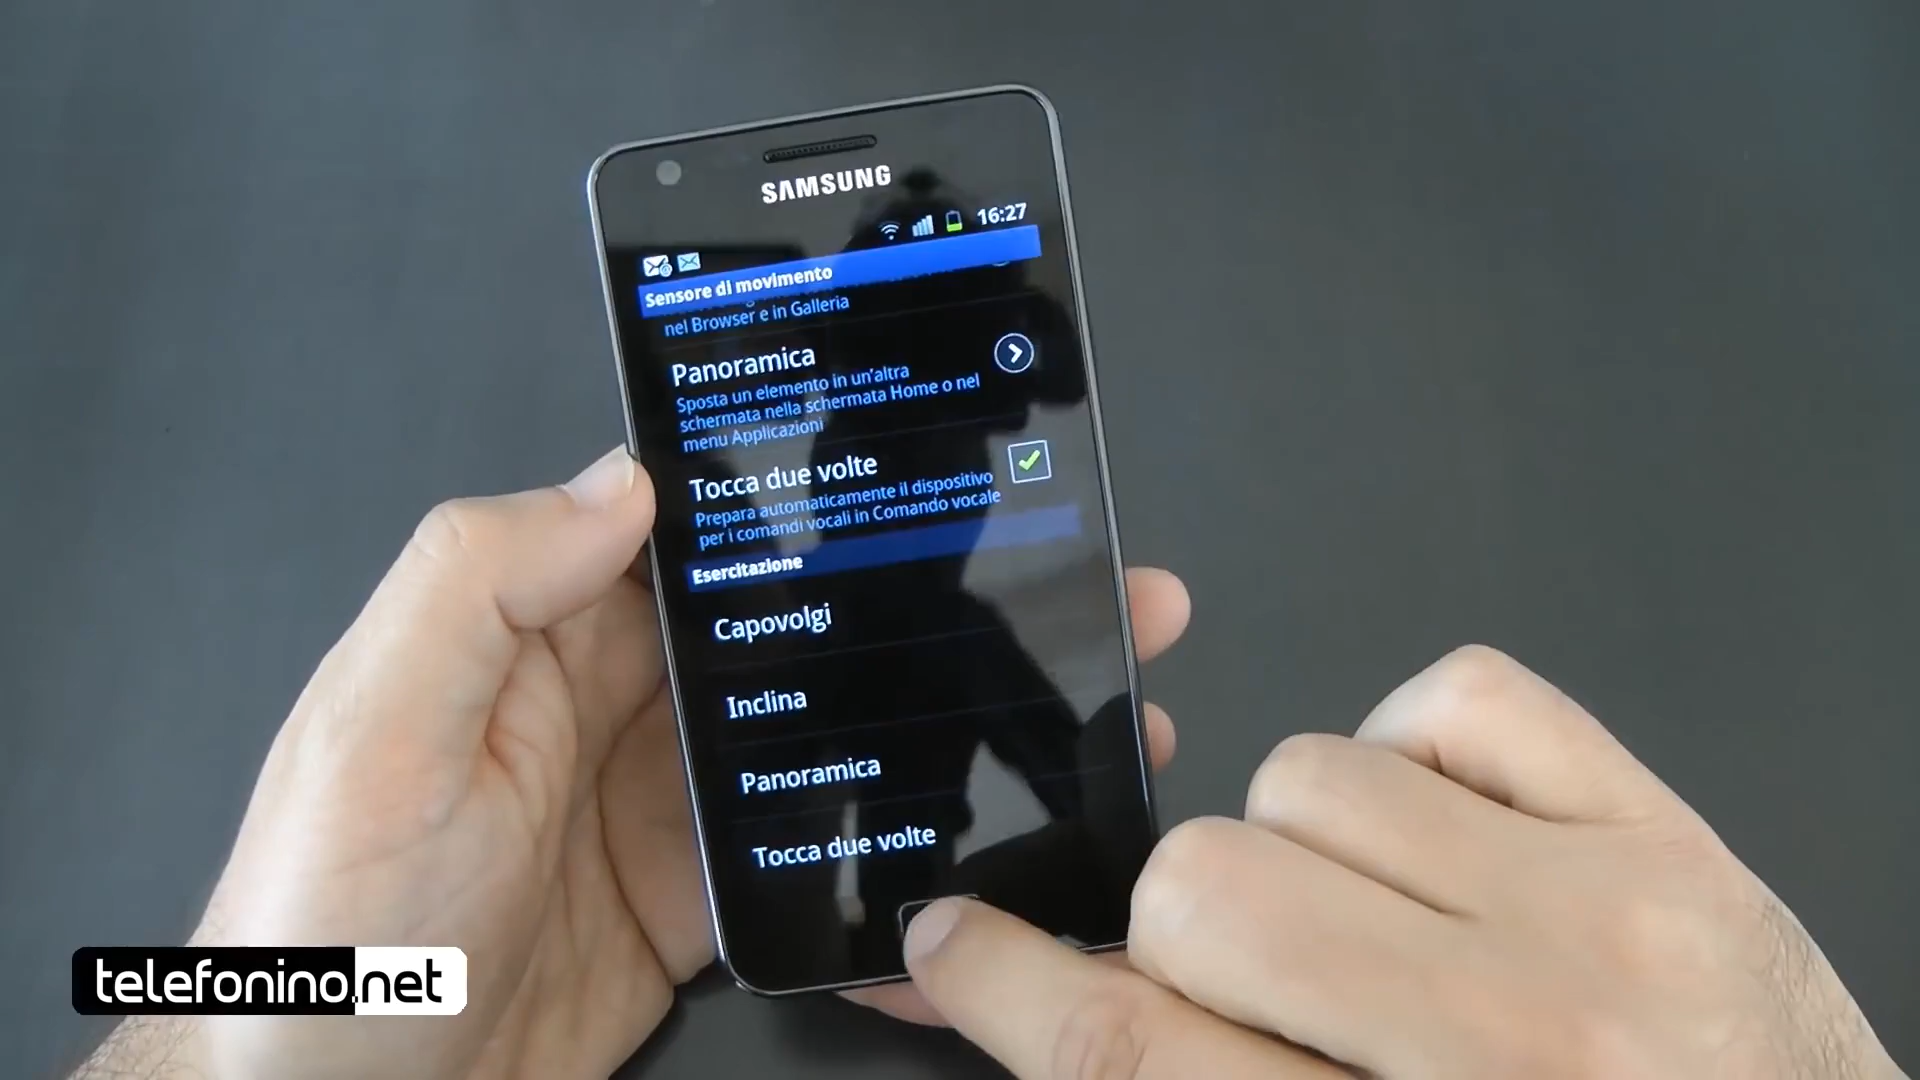 SAMSUNG
16:27
Sensore di movimento
nel Browser e in Galleria
Panoramica
Sposta un elemento in un'altra
schermata nella schermata Home o nel
menu Applicazioni
Tocca due volte
Prepara automaticamente il dispositivo
per i comandi vocali in Comando vocale
Esercitazione
Capovolgi
Inclina
Panoramica
Tocca due volte
telefonino.net